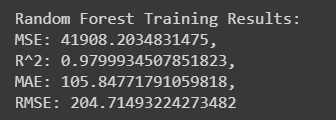 Random Forest Training Results:
MSE: 41908.2034831475,
R^2: 0.9799934507851823,
MAE: 105.84771791059818,
RMSE: 204.71493224273482